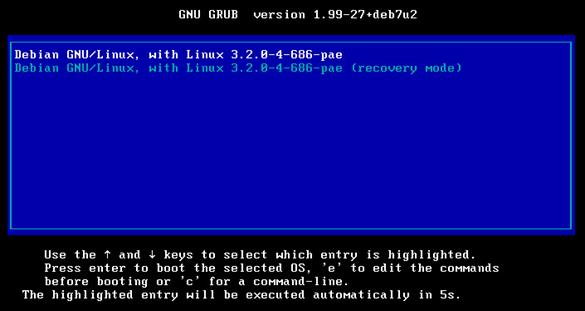 GNU GRUB  version 1.99-27+deb7u2
Debian GNU/Linux, with Linux 3.2.0-4-686-pae
Debian GNU/Linux, with Linux 3.2.0-4-686-pae (recovery mode)
Use the ↑ and ↓ keys to select which entry is highlighted.
Press enter to boot the selected OS, 'e' to edit the commands
before booting or 'c' for a command-line.
The highlighted entry will be executed automatically in 5s.